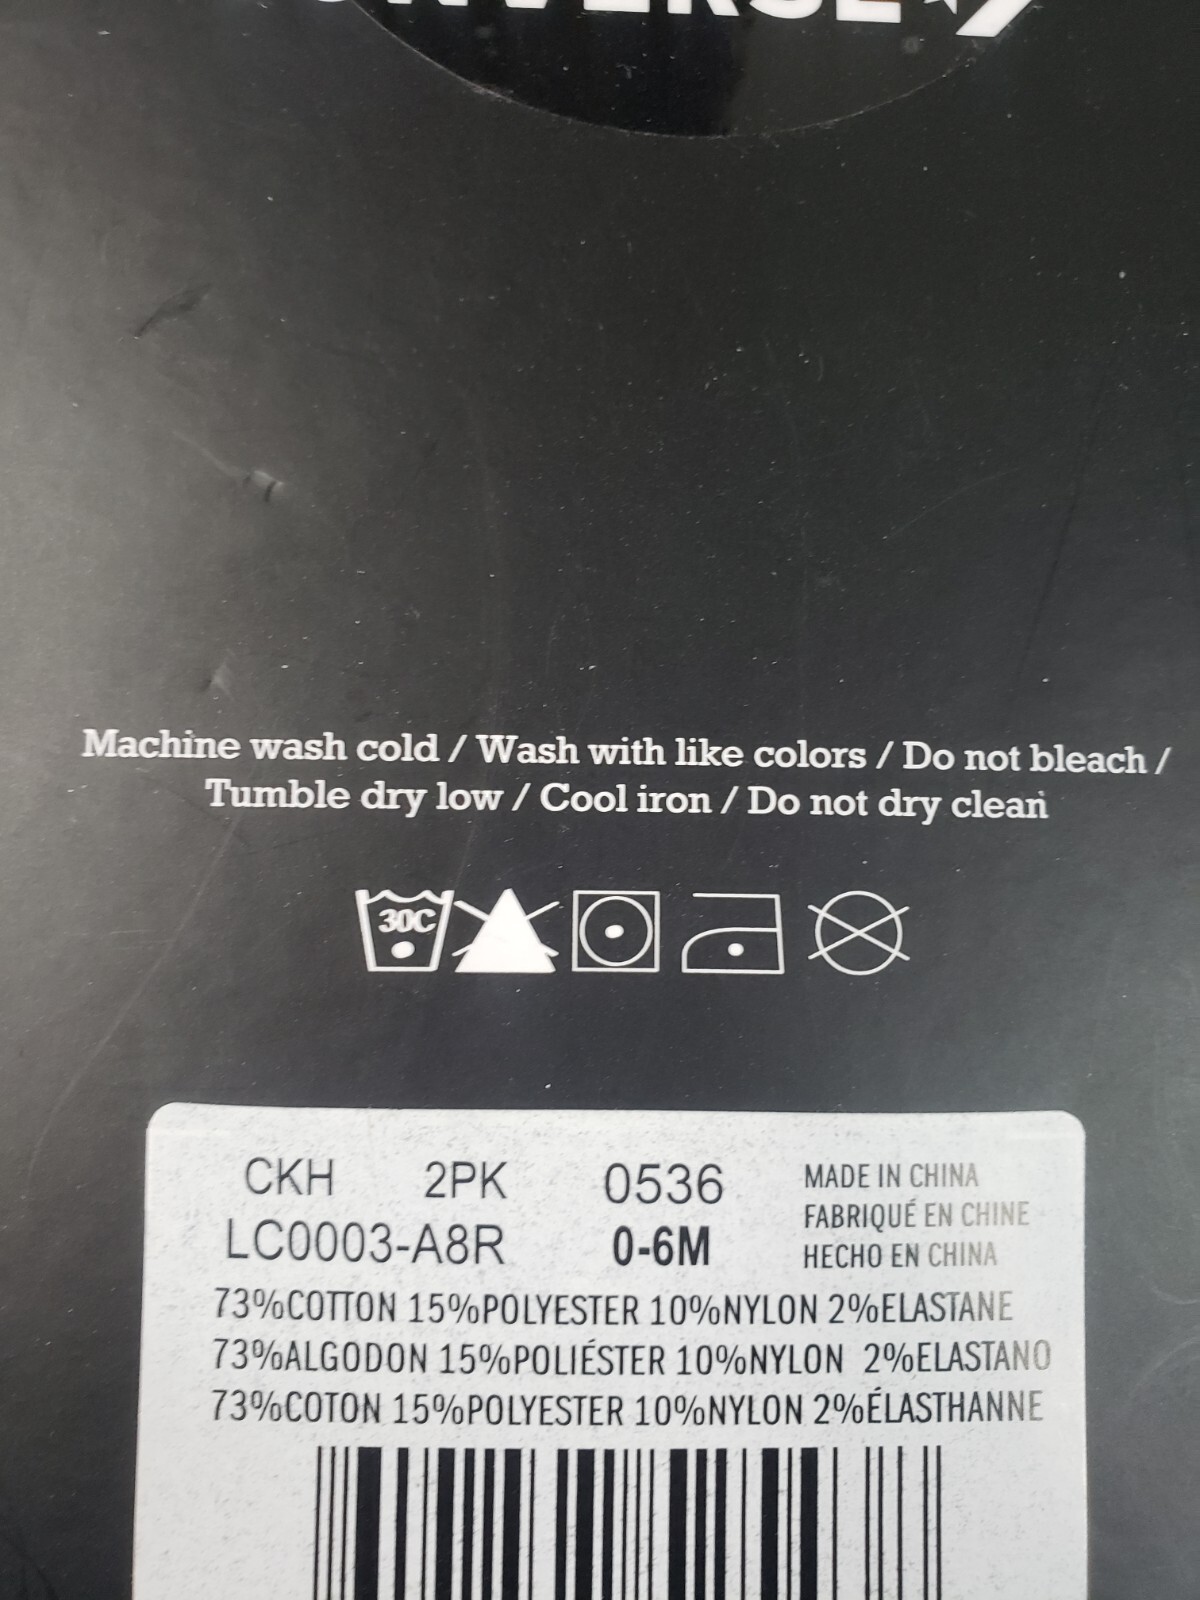 CONVERSE
Machine wash cold / Wash with like colors / Do not bleach /
Tumble dry low / Cool iron / Do not dry clean
30C
CKH 2PK 0536 MADE IN CHINA
LC0003-A8R 0-6M FABRIQUÉ EN CHINE
HECHO EN CHINA
73%COTTON 15%POLYESTER 10%NYLON 2%ELASTANE
73%ALGODON 15%POLIÉSTER 10%NYLON 2%ELASTANO
73%COTON 15%POLYESTER 10%NYLON 2%ÉLASTHANNE